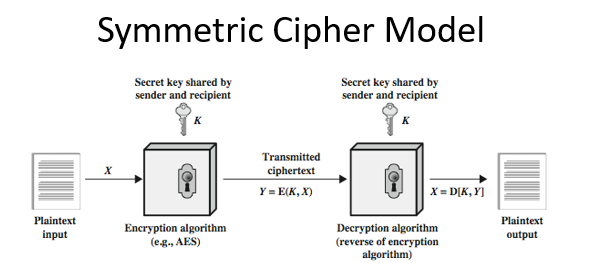 Symmetric Cipher Model
Secret key shared by
sender and recipient
K
Secret key shared by
sender and recipient
K
X
Transmitted
ciphertext
Y = E(K, X)
X = D[K, Y]
Plaintext
input
Encryption algorithm
(e.g., AES)
Decryption algorithm
(reverse of encryption
algorithm)
Plaintext
output